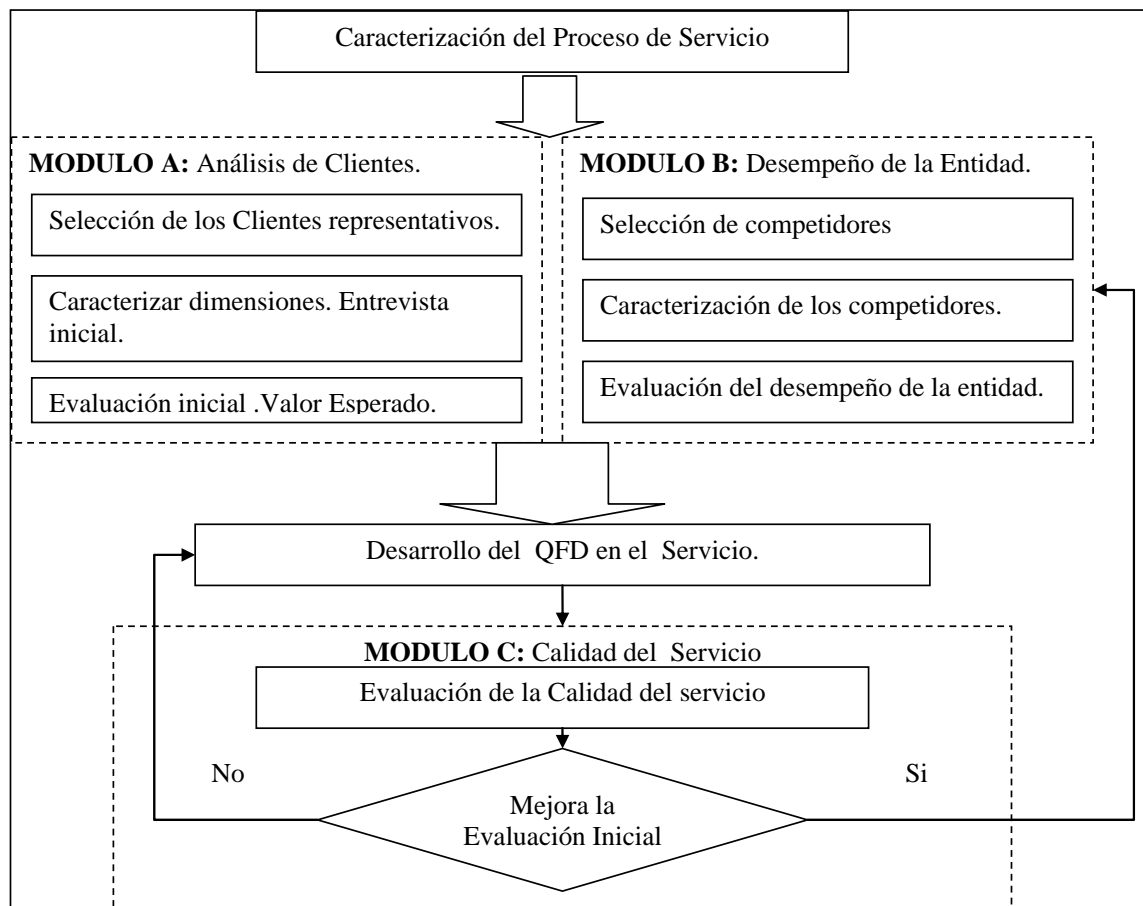 Caracterización del Proceso de Servicio
MODULO A: Análisis de Clientes.
Selección de los Clientes representativos.
Caracterizar dimensiones. Entrevista
inicial.
Evaluación inicial .Valor Esperado.
MODULO B: Desempeño de la Entidad.
Selección de competidores
Caracterización de los competidores.
Evaluación del desempeño de la entidad.
Desarrollo del QFD en el Servicio.
MODULO C: Calidad del Servicio
Evaluación de la Calidad del servicio
No
Si
Mejora la
Evaluación Inicial